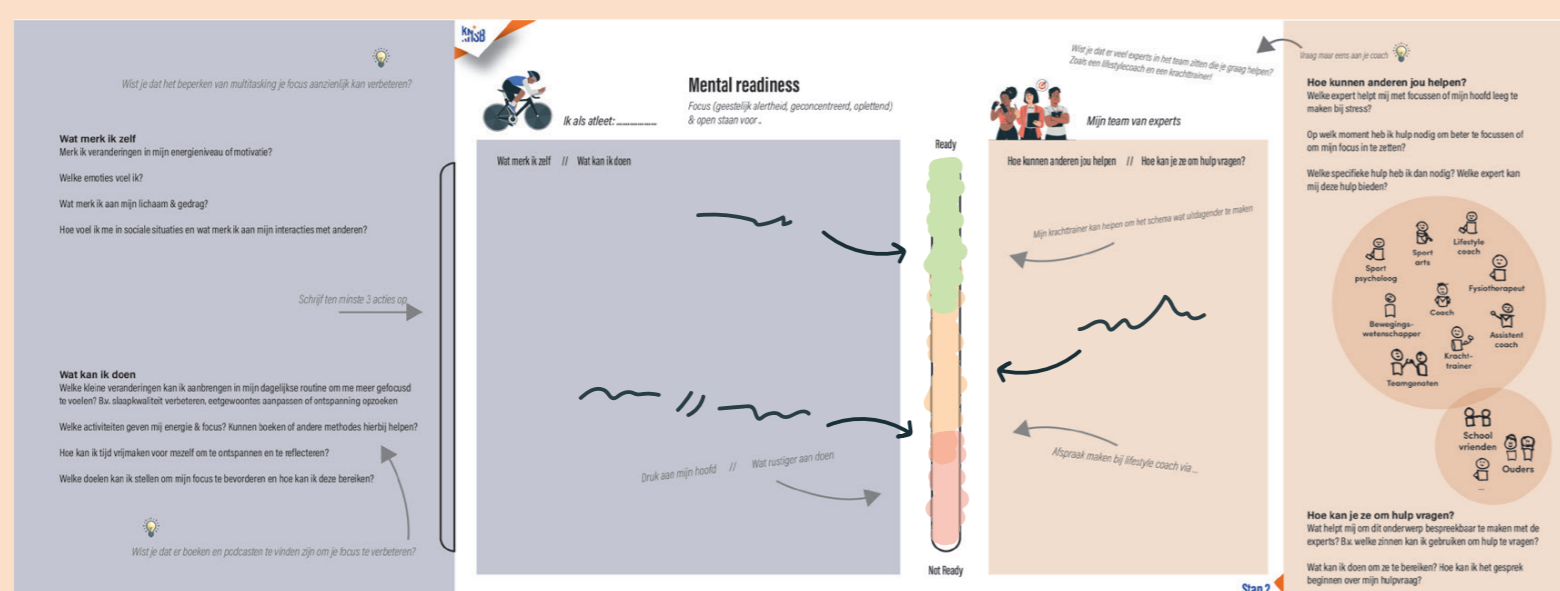 Wist je dat het beperken van multitasking je focus aanzienlijk kan verbeteren?
Wat merk ik zelf
Merk ik veranderingen in mijn energieniveau of motivatie?
Welke emoties voel ik?
Wat merk ik aan mijn lichaam & gedrag?
Hoe voel ik me in sociale situaties en wat merk ik aan mijn interacties met anderen?
Schrijf ten minste 3 acties op
Wat kan ik doen
Welke kleine veranderingen kan ik aanbrengen in mijn dagelijkse routine om me meer gefocusd
te voelen? B.v. slaapkwaliteit verbeteren, eetgewoontes aanpassen of ontspanning opzoeken
Welke activiteiten geven mij energie & focus? Kunnen boeken of andere methodes hierbij helpen?
Hoe kan ik tijd vrijmaken voor mezelf om te ontspannen en te reflecteren?
Welke doelen kan ik stellen om mijn focus te bevorderen en hoe kan ik deze bereiken?
Wist je dat er boeken en podcasten te vinden zijn om je focus te verbeteren?
KNSB
Ik als atleet: ..................
Mental readiness
Focus (geestelijk alertheid, geconcentreerd, oplettend)
& open staan voor ..
Wat merk ik zelf // Wat kan ik doen
Druk aan mijn hoofd // Wat rustiger aan doen
Ready
Not Ready
Wist je dat er veel experts in het team zitten die je graag helpen?
Zoals een lifestylecoach en een krachttrainer!
Mijn team van experts
Hoe kunnen anderen jou helpen // Hoe kan je ze om hulp vragen?
Mijn krachttrainer kan helpen om het schema wat uitdagender te maken
Afspraak maken bij lifestyle coach via ...
Stap 2
Vraag maar eens aan je coach
Hoe kunnen anderen jou helpen?
Welke expert helpt mij met focussen of mijn hoofd leeg te
maken bij stress?
Op welk moment heb ik hulp nodig om beter te focussen of
om mijn focus in te zetten?
Welke specifieke hulp heb ik dan nodig? Welke expert kan
mij deze hulp bieden?
Sport
psycholoog
Sport
arts
Lifestyle
coach
Fysiotherapeut
Bewegings-
wetenschapper
Coach
Assistent
coach
Kracht-
trainer
Teamgenoten
School
vrienden
Ouders
...
Hoe kan je ze om hulp vragen?
Wat helpt mij om dit onderwerp bespreekbaar te maken met de
experts? B.v. welke zinnen kan ik gebruiken om hulp te vragen?
Wat kan ik doen om ze te bereiken? Hoe kan ik het gesprek
beginnen over mijn hulpvraag?